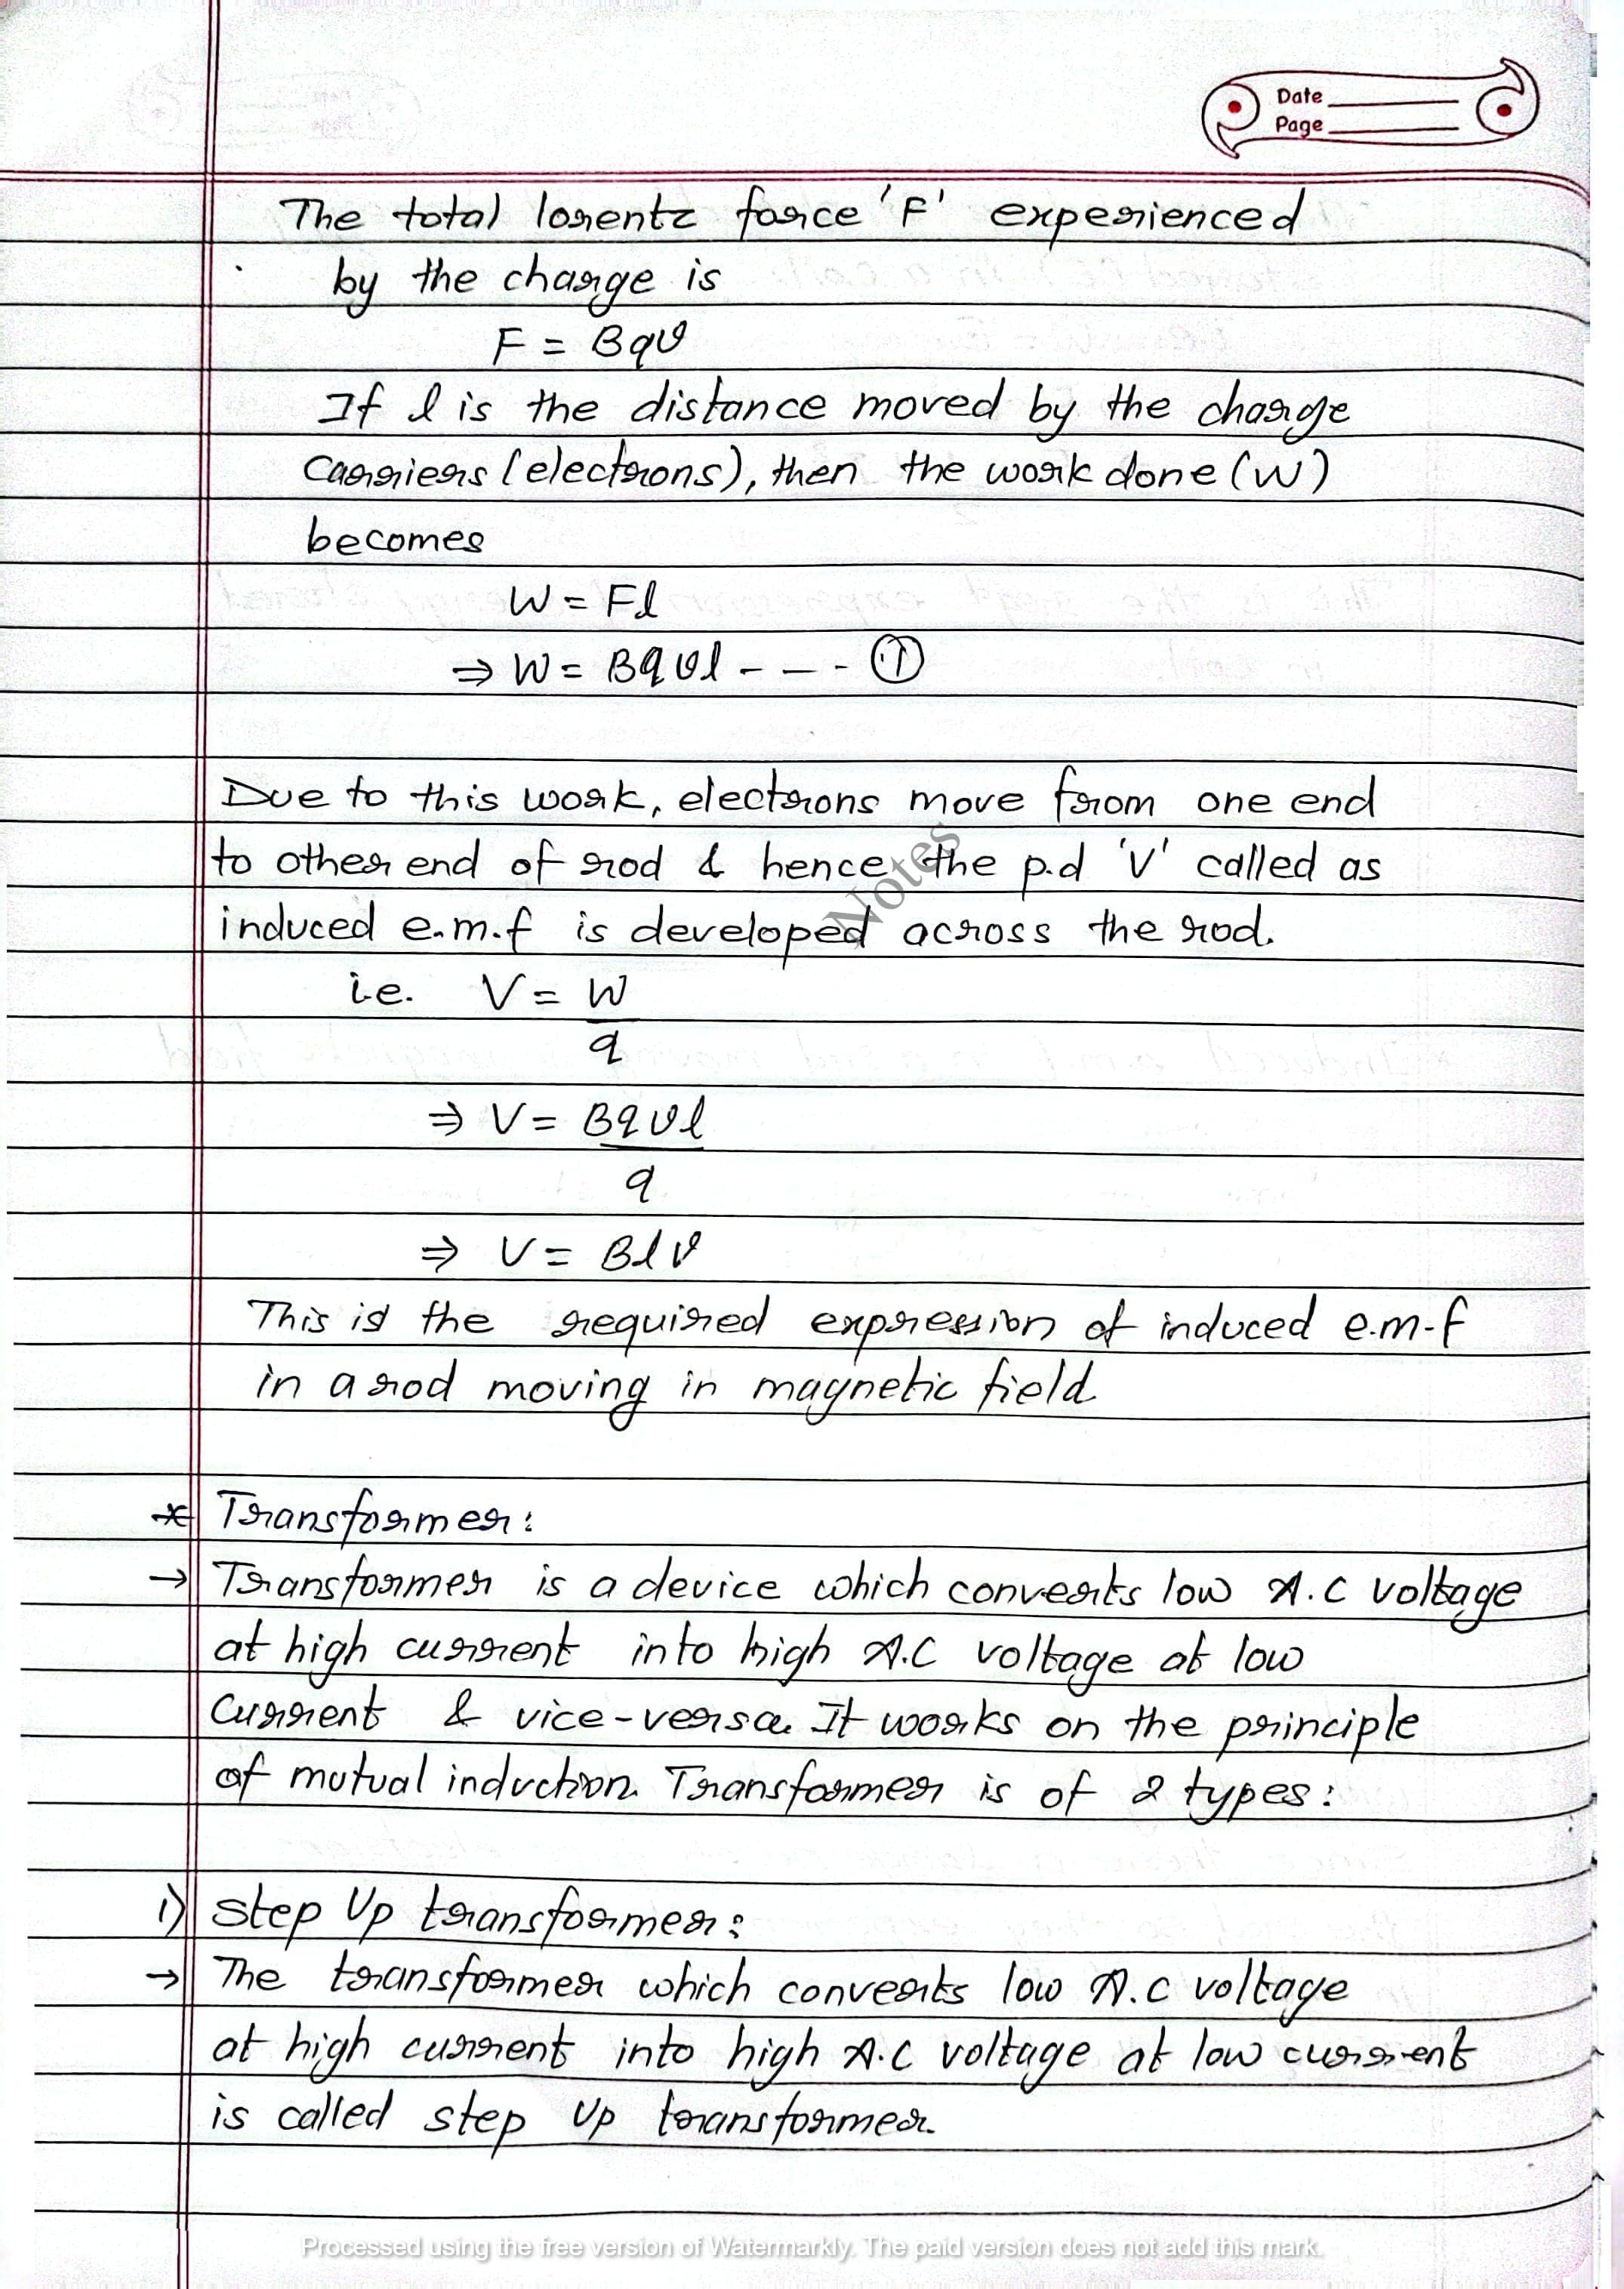 Date
Page
The total lorentz force 'F' experienced
by the charge is
F = Bqv
If l is the distance moved by the charge
carriers (electrons), then the work done (W)
becomes
W = Fl
⇒ W = Bqvl - - - - ①
Due to this work, electrons move from one end
to other end of rod & hence the p.d 'V' called as
induced e.m.f is developed across the rod.
Notes
i.e. V = W
q
⇒ V = Bqvl
q
⇒ V = Blv
This is the required expression of induced e.m.f
in a rod moving in magnetic field
* Transformer:
→ Transformer is a device which converts low A.C voltage
at high current into high A.C voltage at low
current & vice-versa. It works on the principle
of mutual induction. Transformer is of 2 types:
i) Step Up transformer:
→ The transformer which converts low A.C voltage
at high current into high A.C voltage at low current
is called step up transformer.
Processed using the free version of Watermarkly. The paid version does not add this mark.